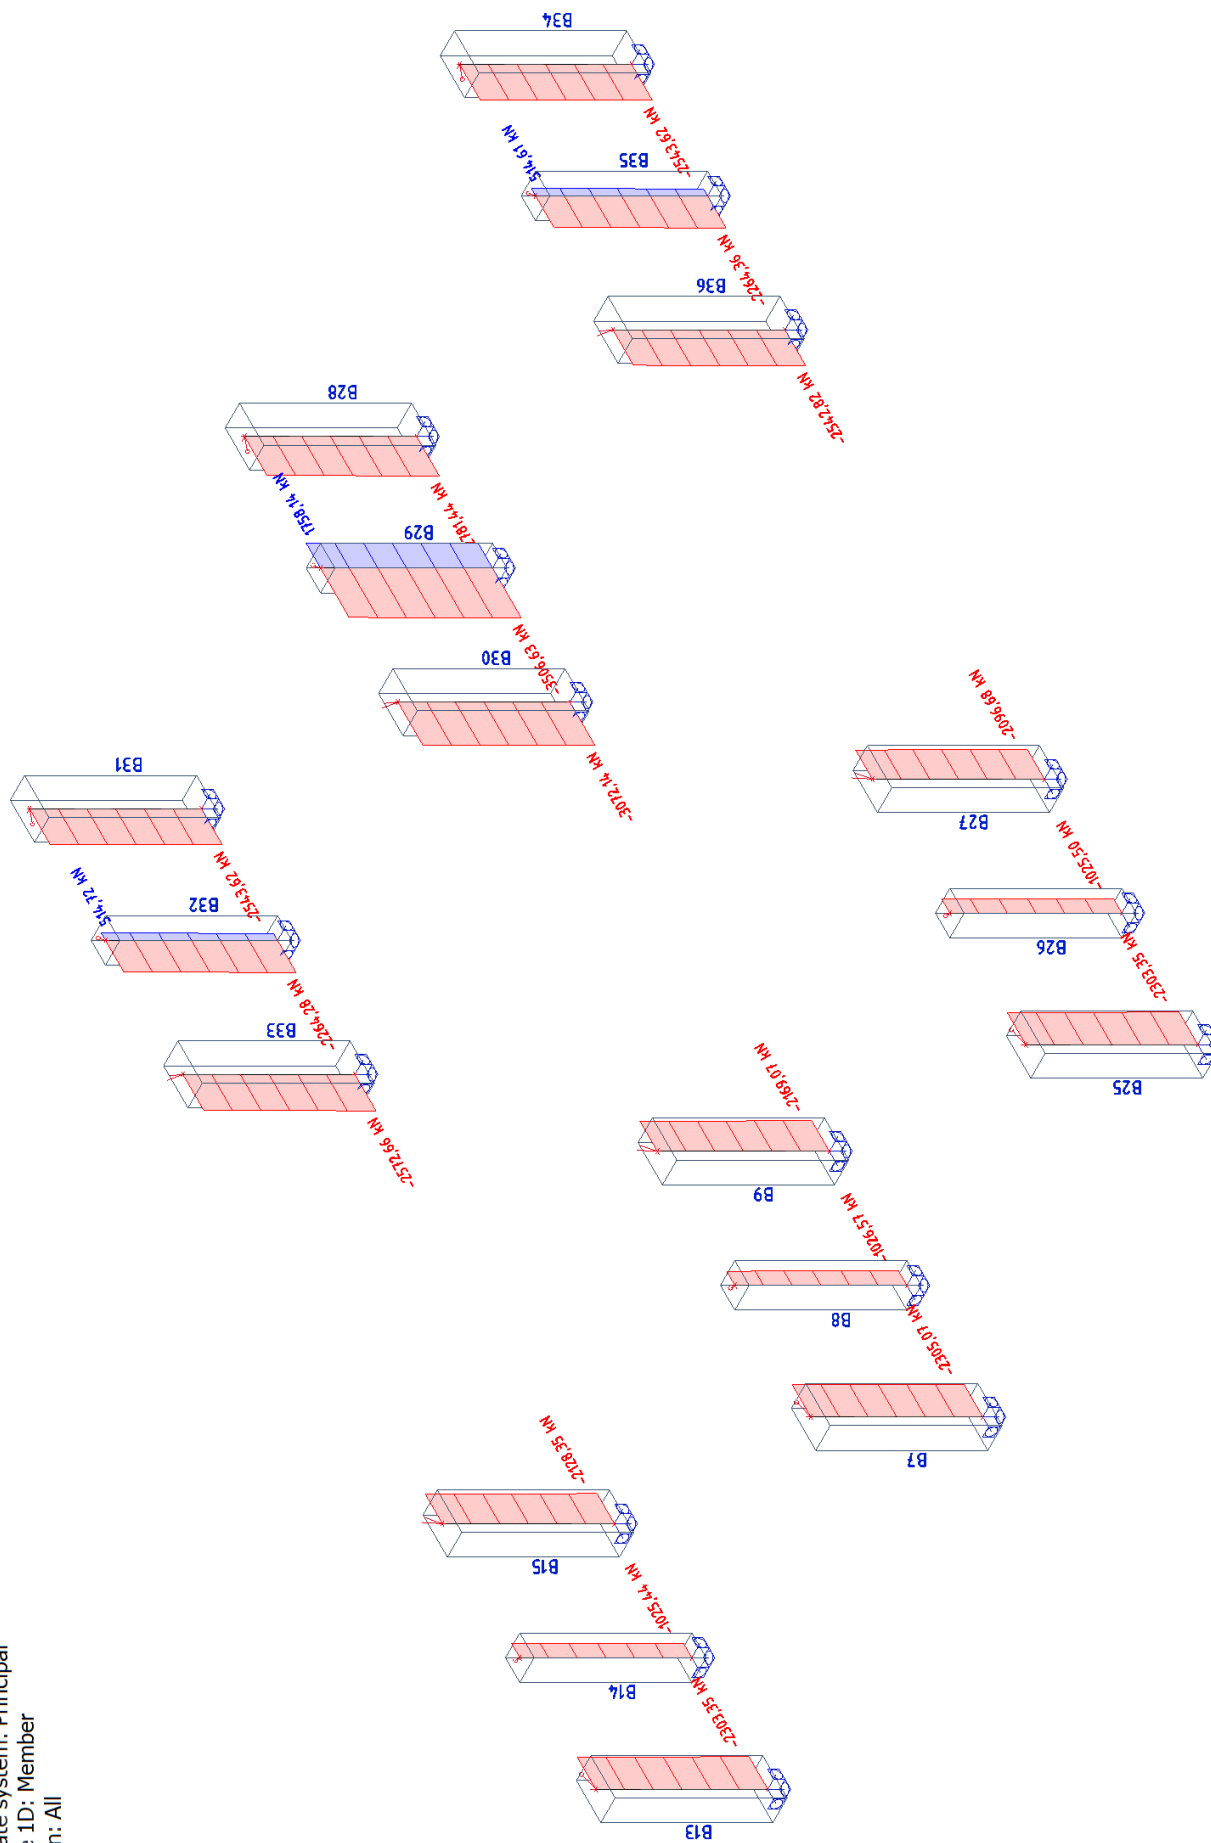 B34
-2543,62 kN
514,61 kN
B35
-2264,36 kN
B36
-2542,82 kN
B28
1758,14 kN
2781,44 kN
B29
-3506,63 kN
B30
-3072,14 kN
B31
-2543,62 kN
514,72 kN
B32
-2264,28 kN
B33
-2572,66 kN
-2096,68 kN
B27
-1025,50 kN
B26
-2303,35 kN
B25
-2169,07 kN
B9
-1026,57 kN
B8
-2305,07 kN
B7
-2128,35 kN
B15
-1025,44 kN
B14
-2303,35 kN
B13
ate system: Principal
e 1D: Member
n: All